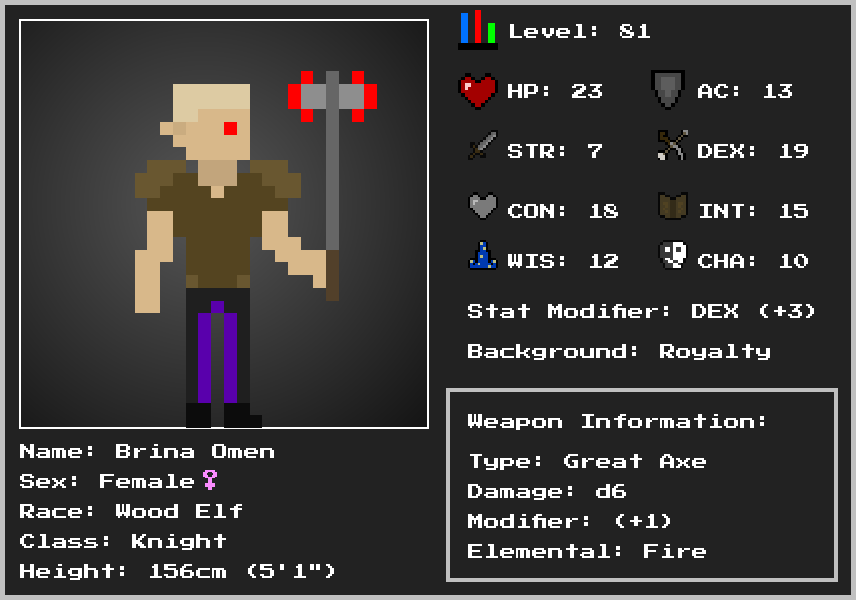 Level: 81
HP: 23
AC: 13
STR: 7
DEX: 19
CON: 18
INT: 15
WIS: 12
CHA: 10
Stat Modifier: DEX (+3)
Background: Royalty
Weapon Information:
Type: Great Axe
Damage: d6
Modifier: (+1)
Elemental: Fire
Name: Brina Omen
Sex: Female♀
Race: Wood Elf
Class: Knight
Height: 156cm (5'1")